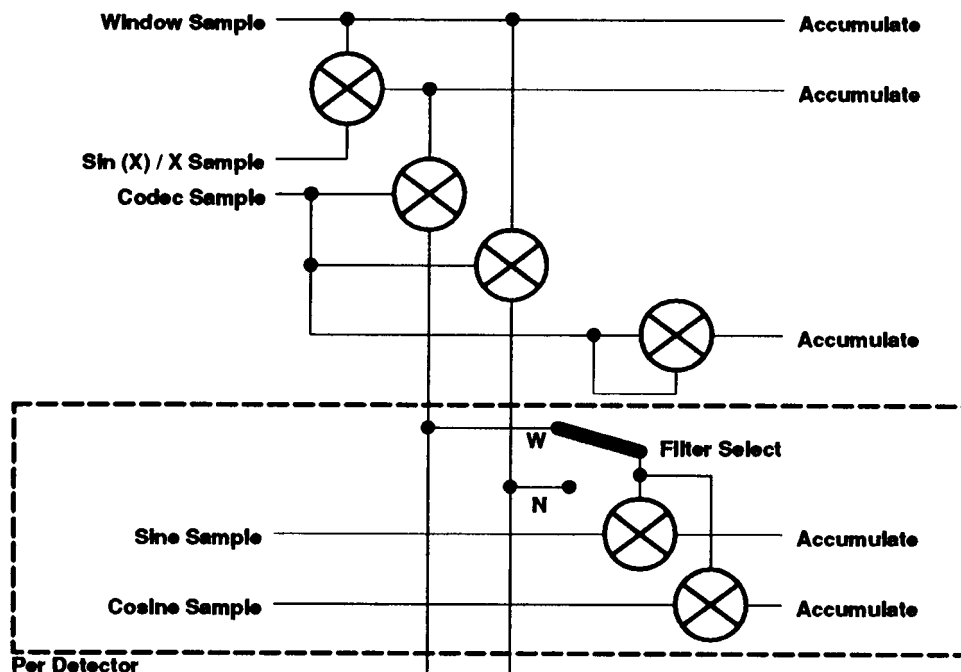 Window Sample
Accumulate
Accumulate
Sin (X) / X Sample
Codec Sample
Accumulate
W
Filter Select
N
Sine Sample
Accumulate
Cosine Sample
Accumulate
Per Detector